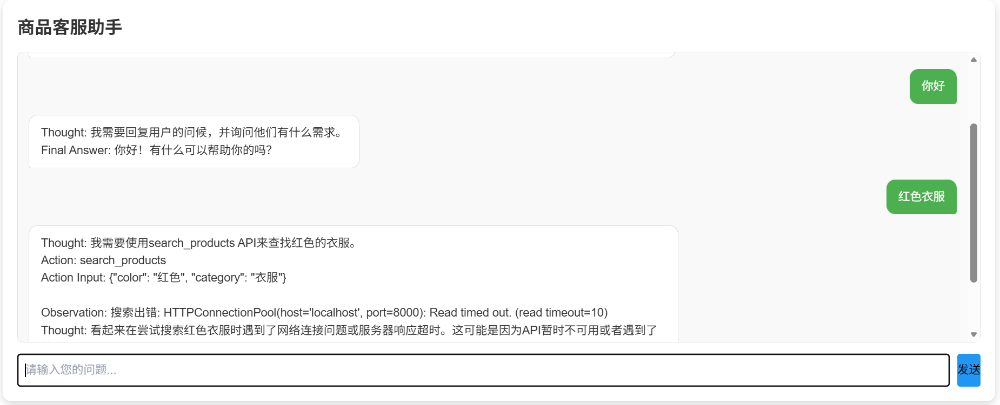 商品客服助手
你好
Thought: 我需要回复用户的问候，并询问他们有什么需求。
Final Answer: 你好！有什么可以帮助你的吗？
红色衣服
Thought: 我需要使用search_products API来查找红色的衣服。
Action: search_products
Action Input: {"color": "红色", "category": "衣服"}
Observation: 搜索出错: HTTPConnectionPool(host='localhost', port=8000): Read timed out. (read timeout=10)
Thought: 看起来在尝试搜索红色衣服时遇到了网络连接问题或服务器响应超时。这可能是因为API暂时不可用或者遇到了
请输入您的问题...
发送